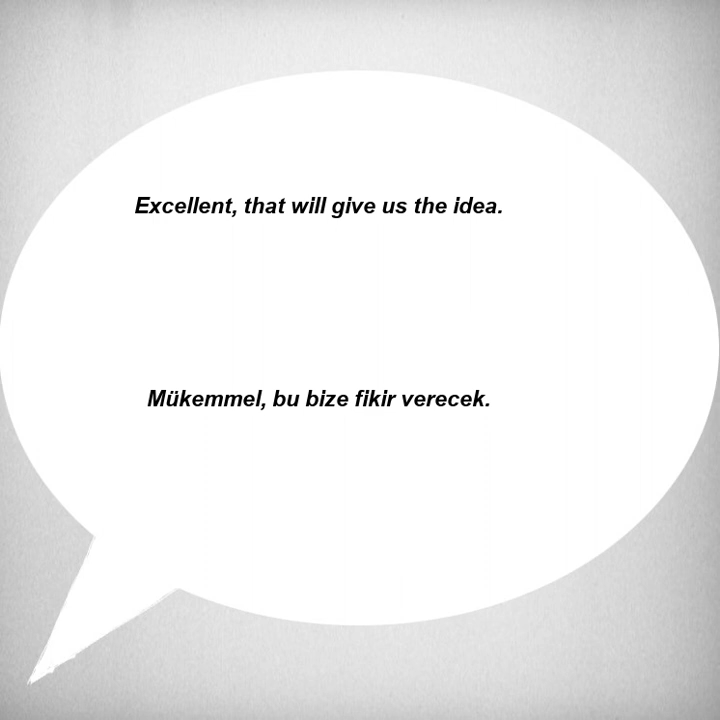 Excellent, that will give us the idea.
Mükemmel, bu bize fikir verecek.